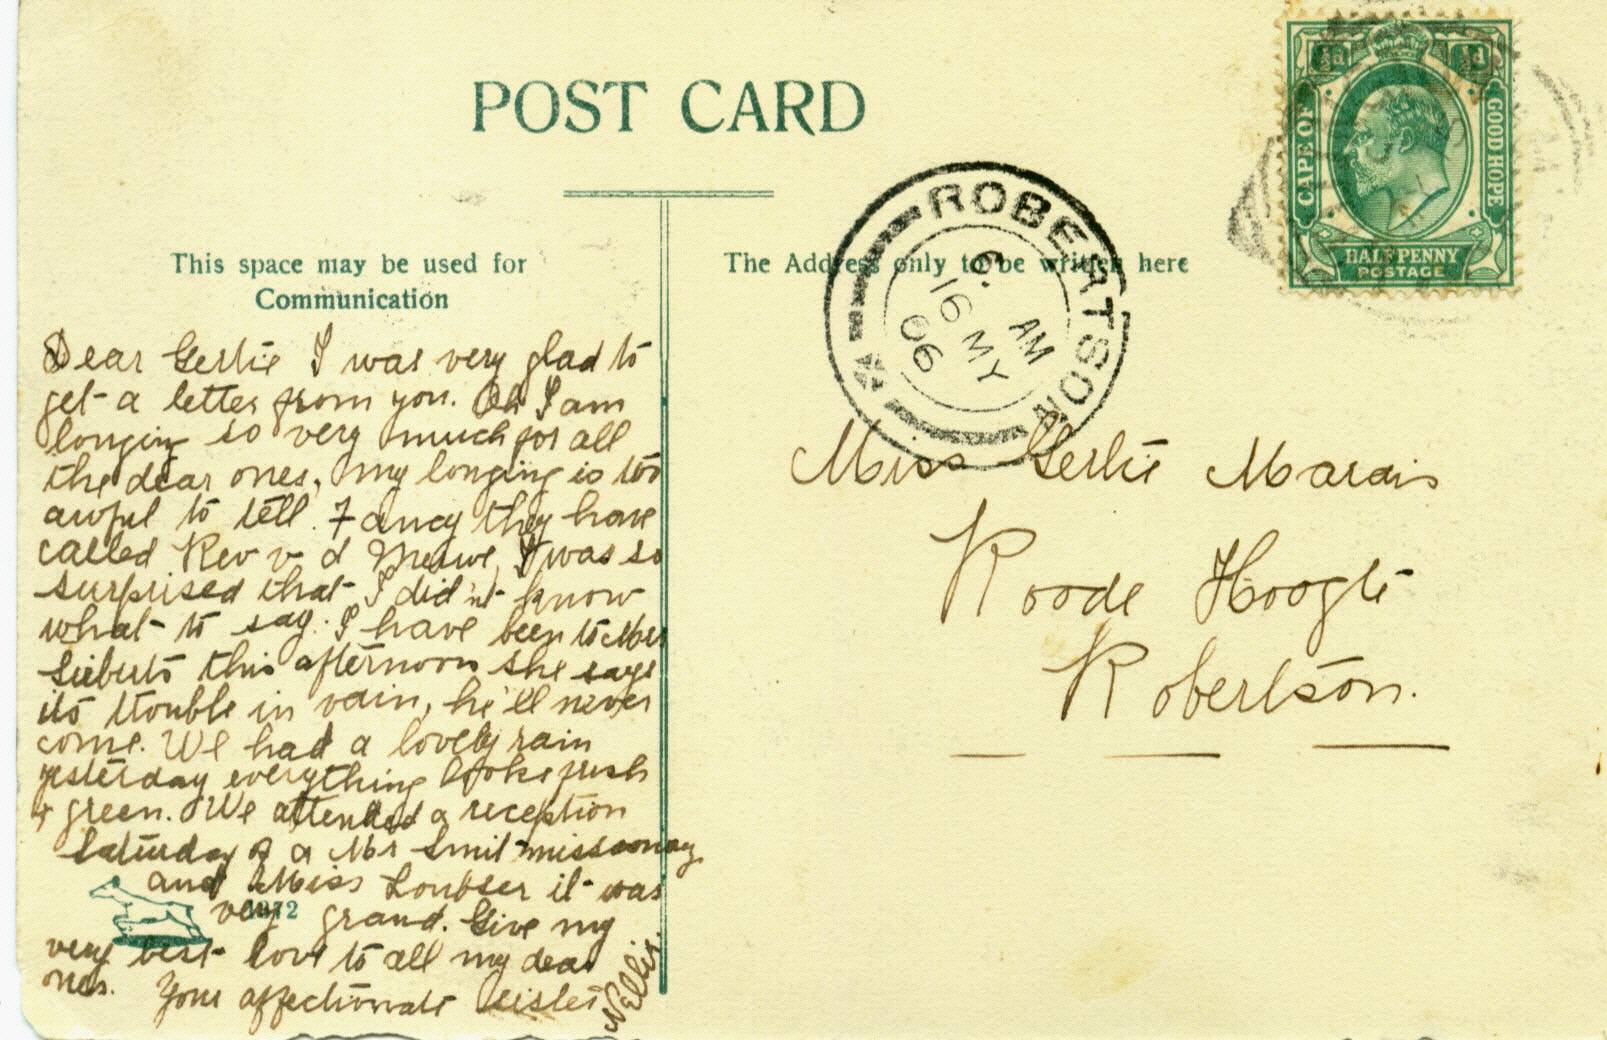 POST CARD
½d ½d
CAPE OF GOOD HOPE
HALFPENNY
POSTAGE
ROBERTSON
6. AM
16 MY
06
This space may be used for
Communication
The Address only to be written here
Dear Gertie I was very glad to
get a letter from you. Oh I am
longing so very much for all
the dear ones, my longing is too
awful to tell. Fancy they have
called Rev v d Merwe, I was so
surprised that I did'nt know
what to say. I have been to Mrs
Sieberts this afternoon she says
its trouble in vain, he'll never
come. We had a lovely rain
yesterday everything looks fresh
& green. We attended a reception
Saturday of a Mr Smit missionary
and Miss Loubser it was
very grand. Give my
very best love to all my dear
ones. Your affectionate sister
Nellie.
Miss Gertie Marais
Roode Hoogte
Robertson.